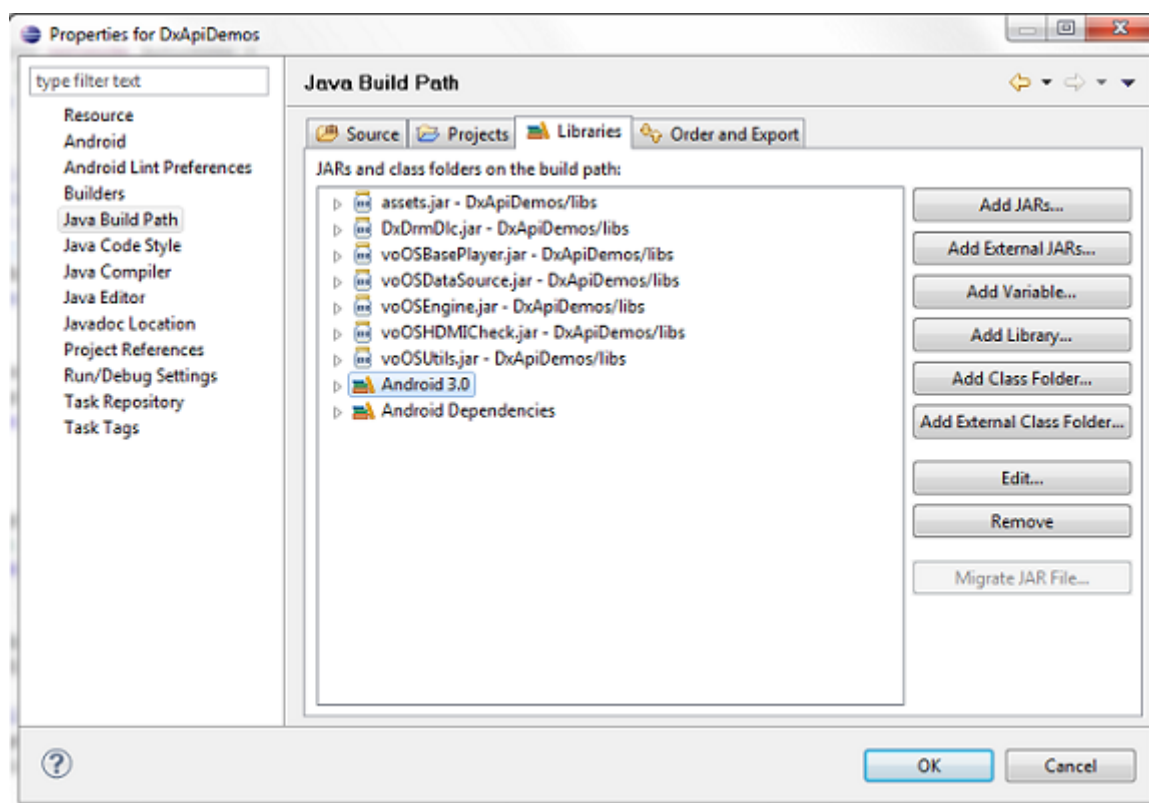 Properties for DxApiDemos
type filter text
Resource
Android
Android Lint Preferences
Builders
Java Build Path
Java Code Style
Java Compiler
Java Editor
Javadoc Location
Project References
Run/Debug Settings
Task Repository
Task Tags
Java Build Path
Source Projects Libraries Order and Export
JARs and class folders on the build path:
assets.jar - DxApiDemos/libs
DxDrmDlc.jar - DxApiDemos/libs
voOSBasePlayer.jar - DxApiDemos/libs
voOSDataSource.jar - DxApiDemos/libs
voOSEngine.jar - DxApiDemos/libs
voOSHDMICheck.jar - DxApiDemos/libs
voOSUtils.jar - DxApiDemos/libs
Android 3.0
Android Dependencies
Add JARs...
Add External JARs...
Add Variable...
Add Library...
Add Class Folder...
Add External Class Folder...
Edit...
Remove
Migrate JAR File...
OK Cancel